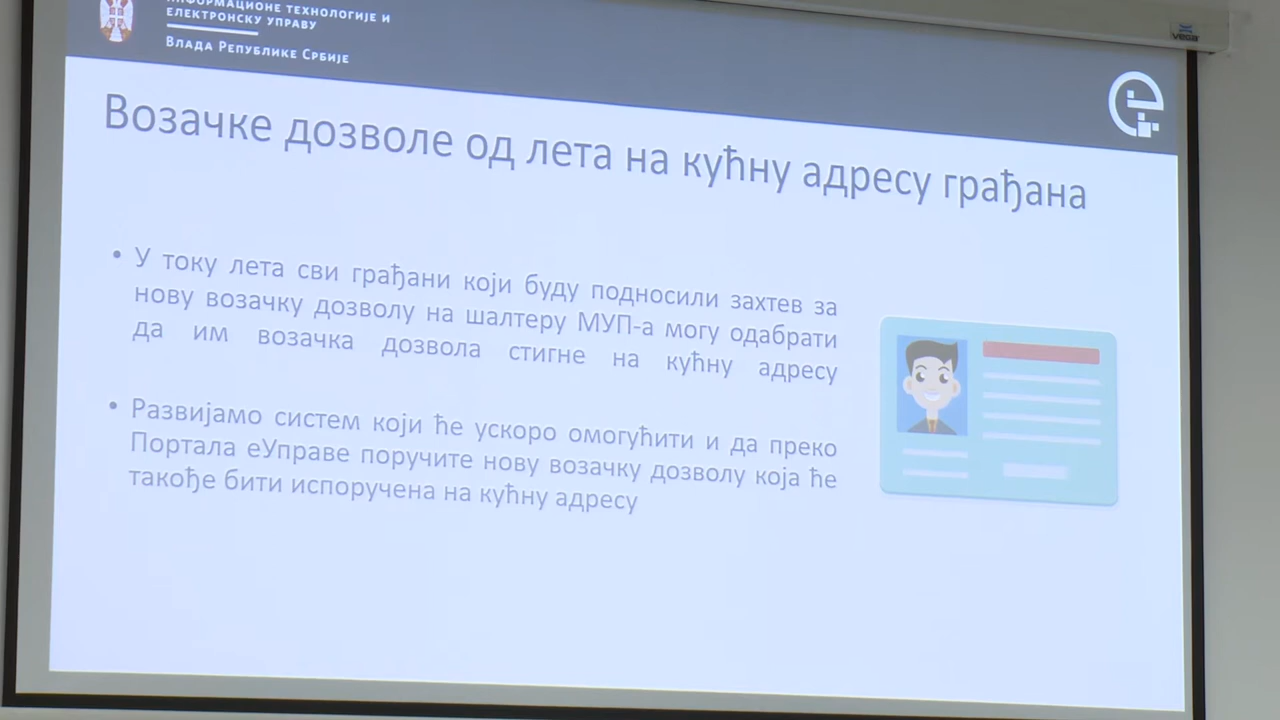 ИНФОРМАЦИОНЕ ТЕХНОЛОГИЈЕ И
ЕЛЕКТРОНСКУ УПРАВУ
ВЛАДА РЕПУБЛИКЕ СРБИЈЕ
Возачке дозволе од лета на кућну адресу грађана
• У току лета сви грађани који буду подносили захтев за
нову возачку дозволу на шалтеру МУП-а могу одабрати
да им возачка дозвола стигне на кућну адресу
• Развијамо систем који ће ускоро омогућити и да преко
Портала еУправе поручите нову возачку дозволу која ће
такође бити испоручена на кућну адресу
vega